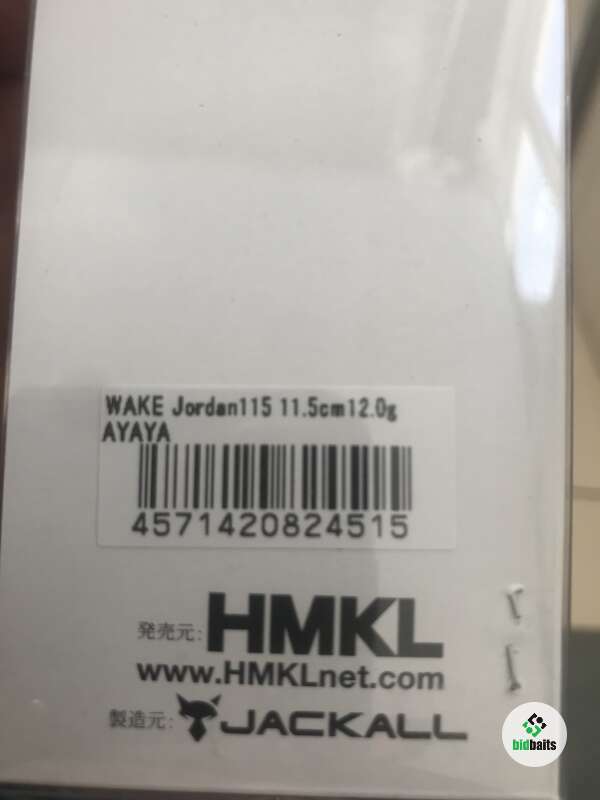 WAKE Jordan115 11.5cm12.0g
AYAYA
4571420824515
発売元: HMKL
www.HMKLnet.com
製造元: JACKALL
bidbaits